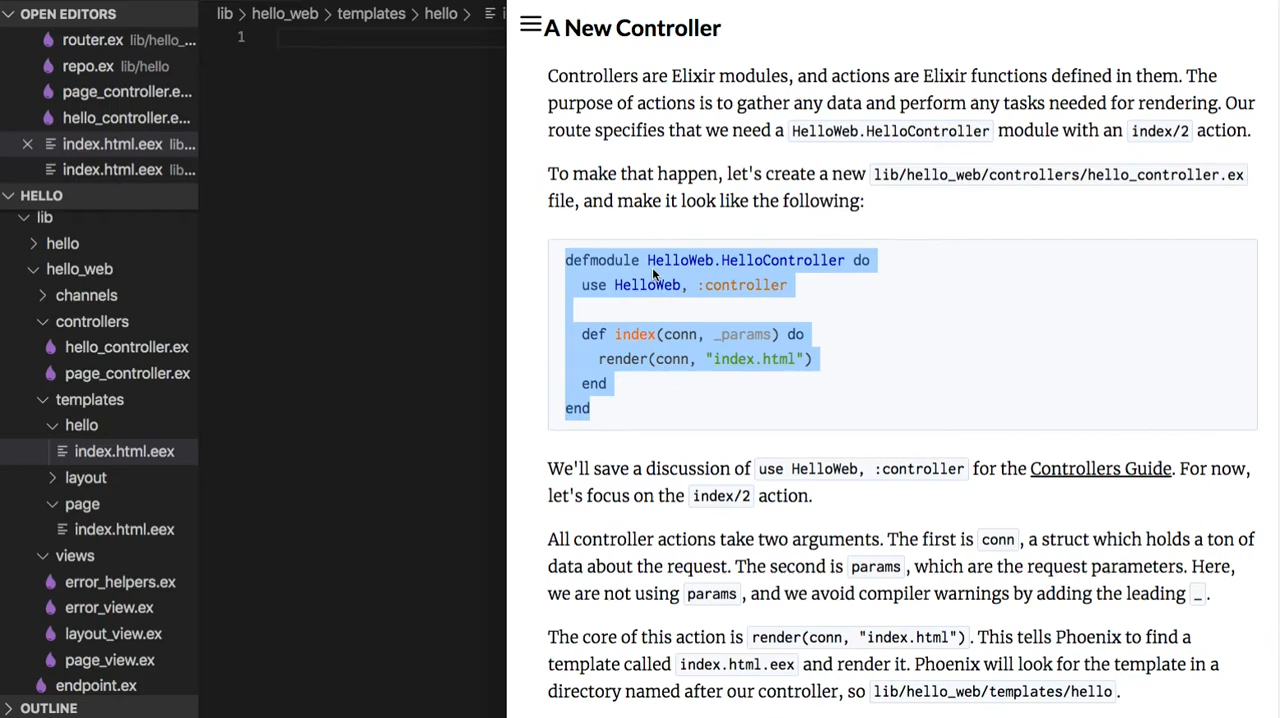 OPEN EDITORS
router.ex lib/hello_...
repo.ex lib/hello
page_controller.e...
hello_controller.e...
index.html.eex lib...
index.html.eex lib...
HELLO
lib
hello
hello_web
channels
controllers
hello_controller.ex
page_controller.ex
templates
hello
index.html.eex
layout
page
index.html.eex
views
error_helpers.ex
error_view.ex
layout_view.ex
page_view.ex
endpoint.ex
OUTLINE
lib > hello_web > templates > hello >
1
A New Controller
Controllers are Elixir modules, and actions are Elixir functions defined in them. The
purpose of actions is to gather any data and perform any tasks needed for rendering. Our
route specifies that we need a HelloWeb.HelloController module with an index/2 action.
To make that happen, let's create a new lib/hello_web/controllers/hello_controller.ex
file, and make it look like the following:
defmodule HelloWeb.HelloController do
use HelloWeb, :controller
def index(conn, _params) do
render(conn, "index.html")
end
end
We'll save a discussion of use HelloWeb, :controller for the Controllers Guide. For now,
let's focus on the index/2 action.
All controller actions take two arguments. The first is conn, a struct which holds a ton of
data about the request. The second is params, which are the request parameters. Here,
we are not using params, and we avoid compiler warnings by adding the leading _.
The core of this action is render(conn, "index.html"). This tells Phoenix to find a
template called index.html.eex and render it. Phoenix will look for the template in a
directory named after our controller, so lib/hello_web/templates/hello.